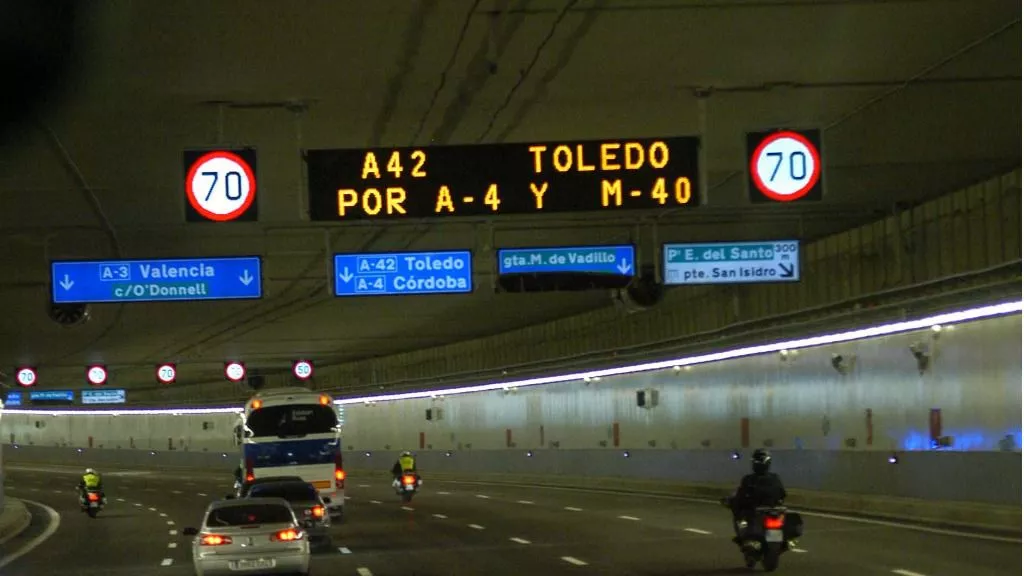 70
A42 TOLEDO
POR A-4 Y M-40
70
A-3 Valencia
c/O'Donnell
A-42 Toledo
A-4 Córdoba
gta.M.de Vadillo
Pº E. del Santo 300 m
pte. San Isidro
70
70
70
70
50